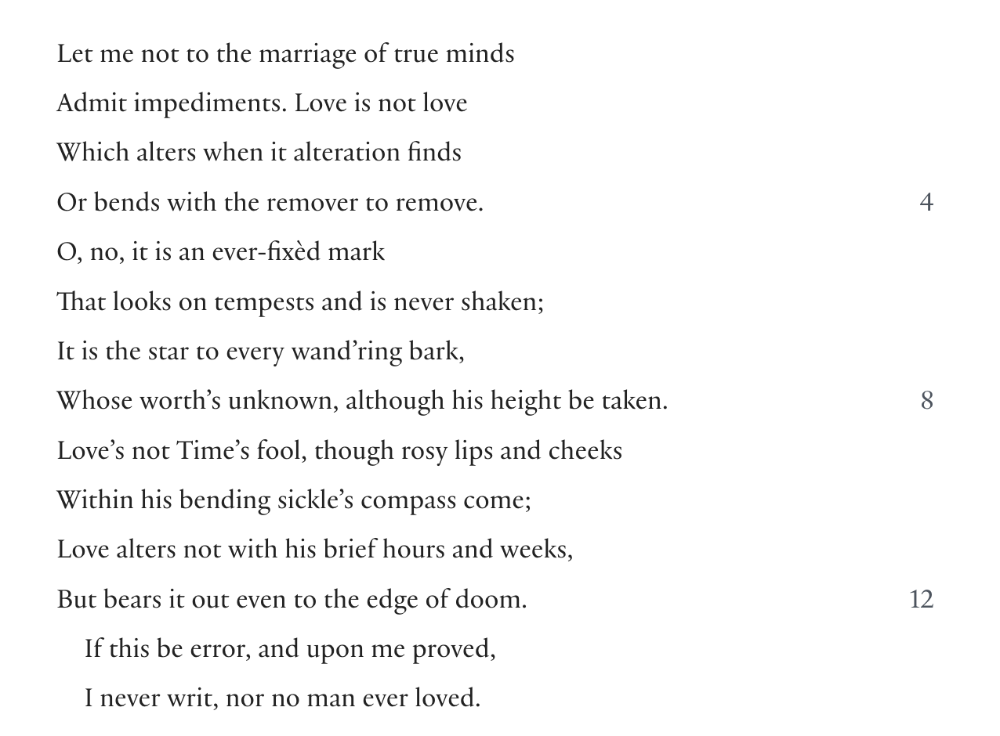 Let me not to the marriage of true minds
Admit impediments. Love is not love
Which alters when it alteration finds
Or bends with the remover to remove. 4
O, no, it is an ever-fixèd mark
That looks on tempests and is never shaken;
It is the star to every wand’ring bark,
Whose worth’s unknown, although his height be taken. 8
Love’s not Time’s fool, though rosy lips and cheeks
Within his bending sickle’s compass come;
Love alters not with his brief hours and weeks,
But bears it out even to the edge of doom. 12
If this be error, and upon me proved,
I never writ, nor no man ever loved.